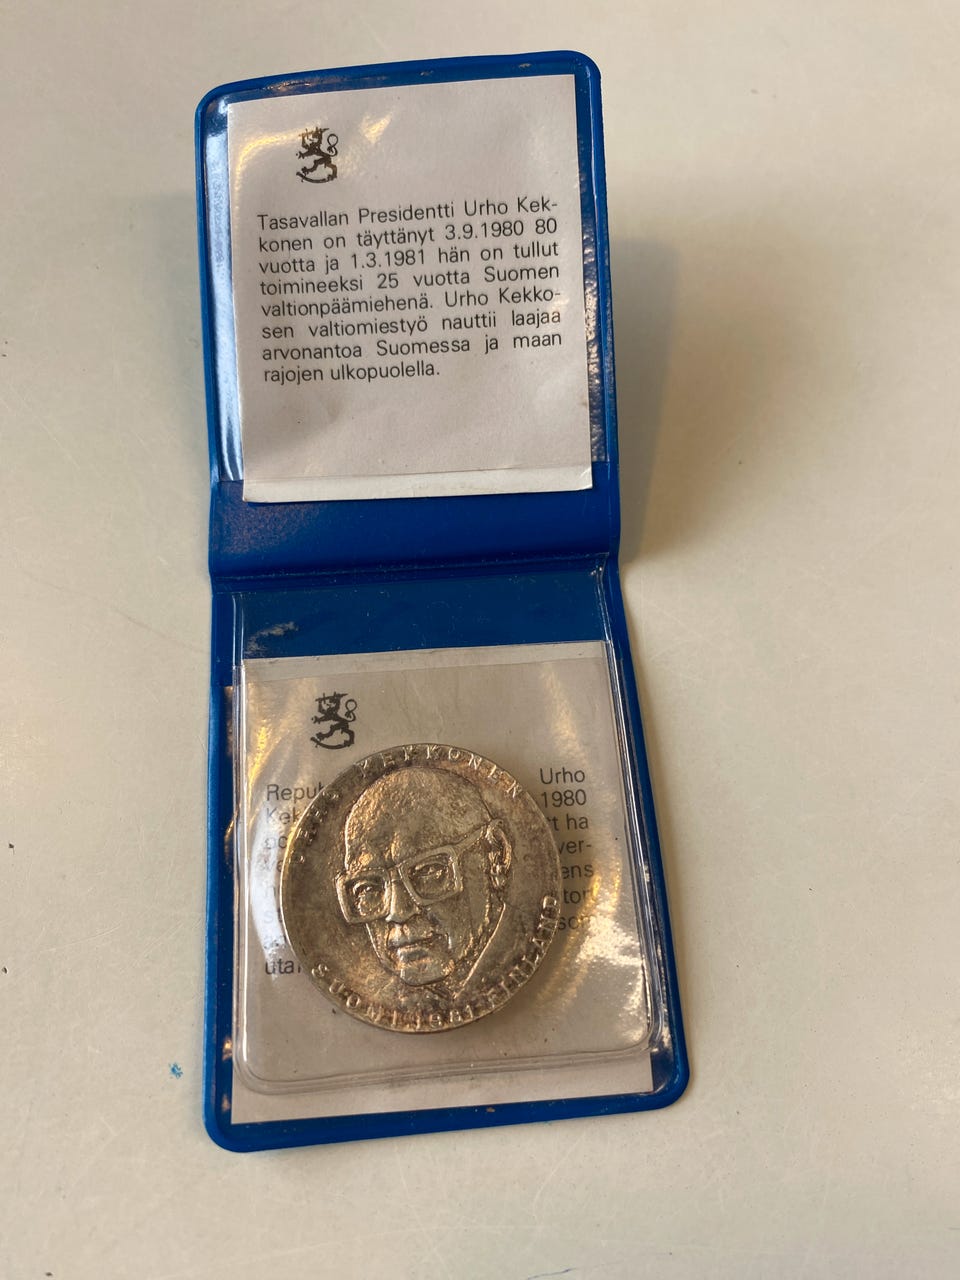 Tasavallan Presidentti Urho Kek-
konen on täyttänyt 3.9.1980 80
vuotta ja 1.3.1981 hän on tullut
toimineeksi 25 vuotta Suomen
valtionpäämiehenä. Urho Kekko-
sen valtiomiestyö nauttii laajaa
arvonantoa Suomessa ja maan
rajojen ulkopuolella.
Urho
1980
ha
URHO KEKKONEN
SUOMI 1981 FINLAND